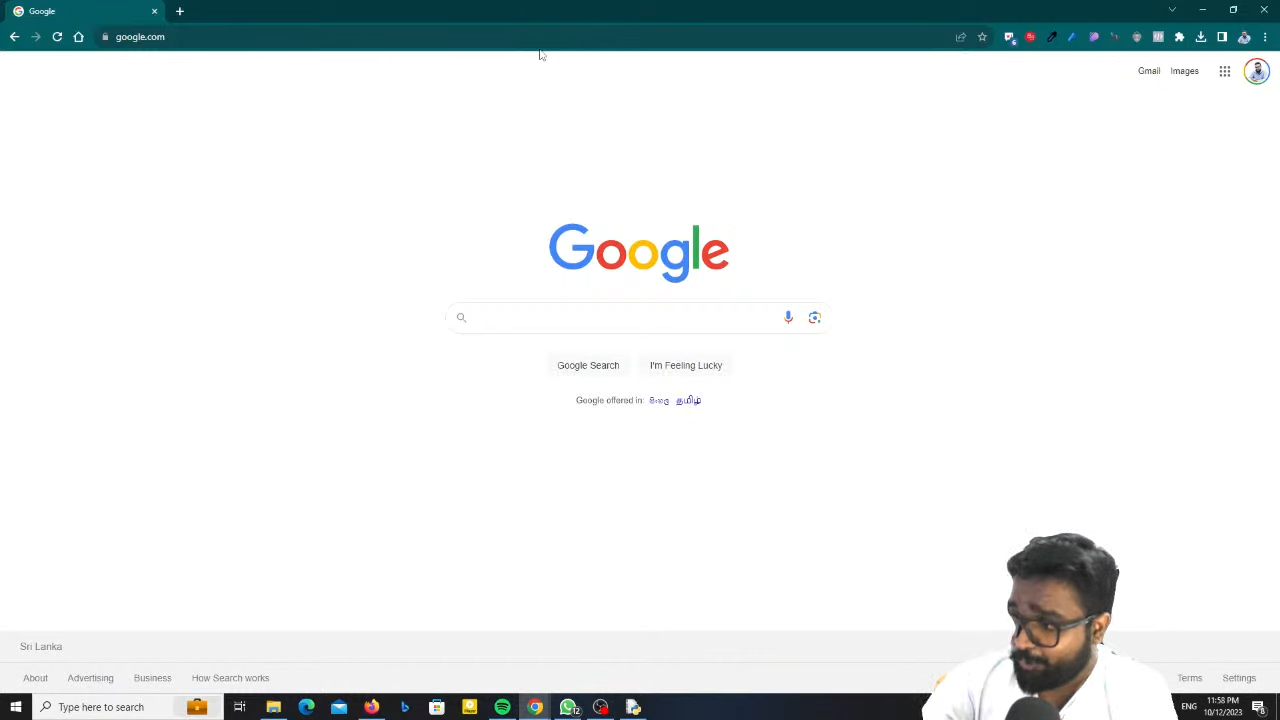 Google
google.com
Gmail Images
Google
Google Search
I'm Feeling Lucky
Google offered in: සිංහල தமிழ்
Sri Lanka
About Advertising Business How Search works
Terms Settings
Type here to search
12
ENG
11:58 PM
10/12/2023